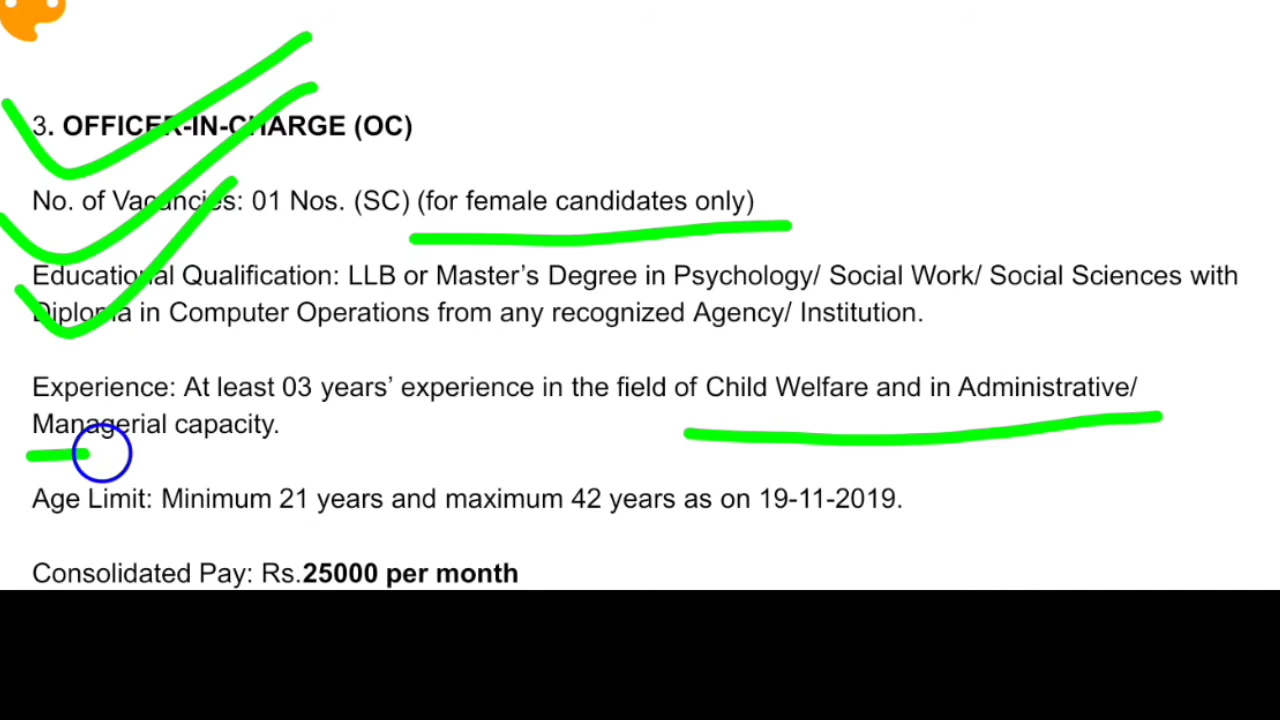 3. OFFICER-IN-CHARGE (OC)
No. of Vacancies: 01 Nos. (SC) (for female candidates only)
Educational Qualification: LLB or Master’s Degree in Psychology/ Social Work/ Social Sciences with
Diploma in Computer Operations from any recognized Agency/ Institution.
Experience: At least 03 years’ experience in the field of Child Welfare and in Administrative/
Managerial capacity.
Age Limit: Minimum 21 years and maximum 42 years as on 19-11-2019.
Consolidated Pay: Rs.25000 per month